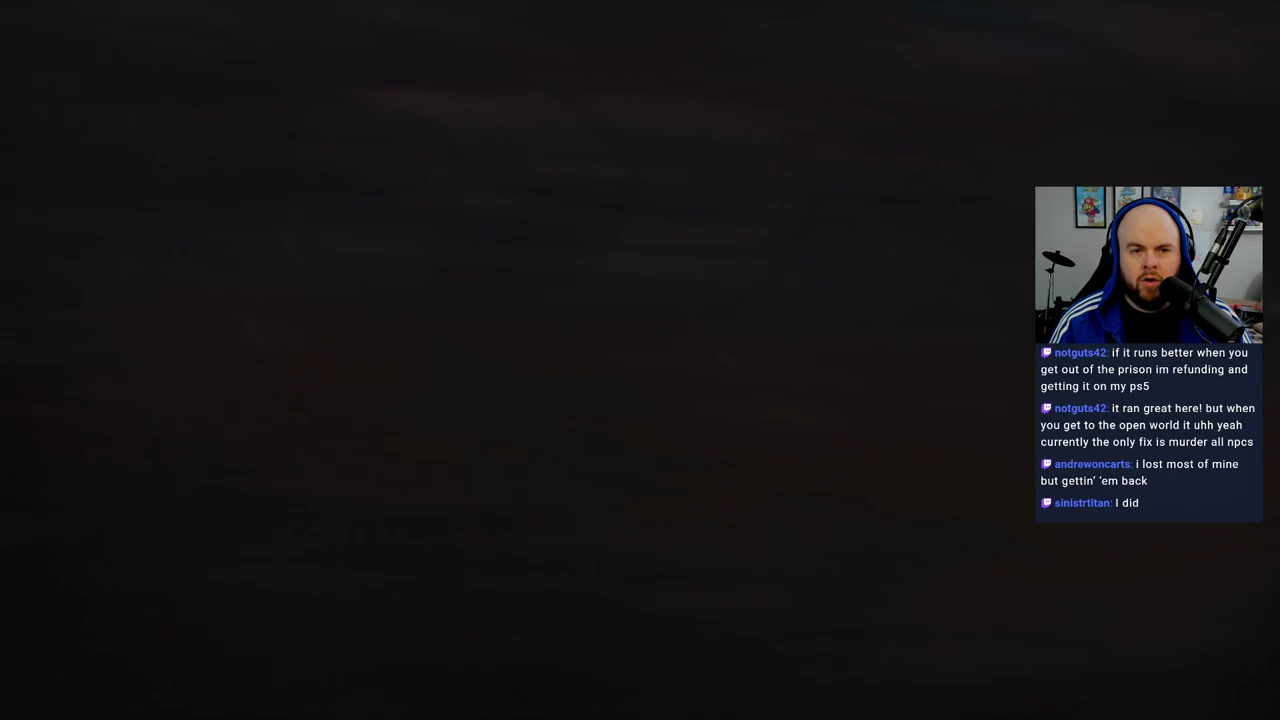 notguts42: if it runs better when you
get out of the prison im refunding and
getting it on my ps5
notguts42: it ran great here! but when
you get to the open world it uhh yeah
currently the only fix is murder all npcs
andrewoncarts: i lost most of mine
but gettin’ ‘em back
sinistrtitan: I did